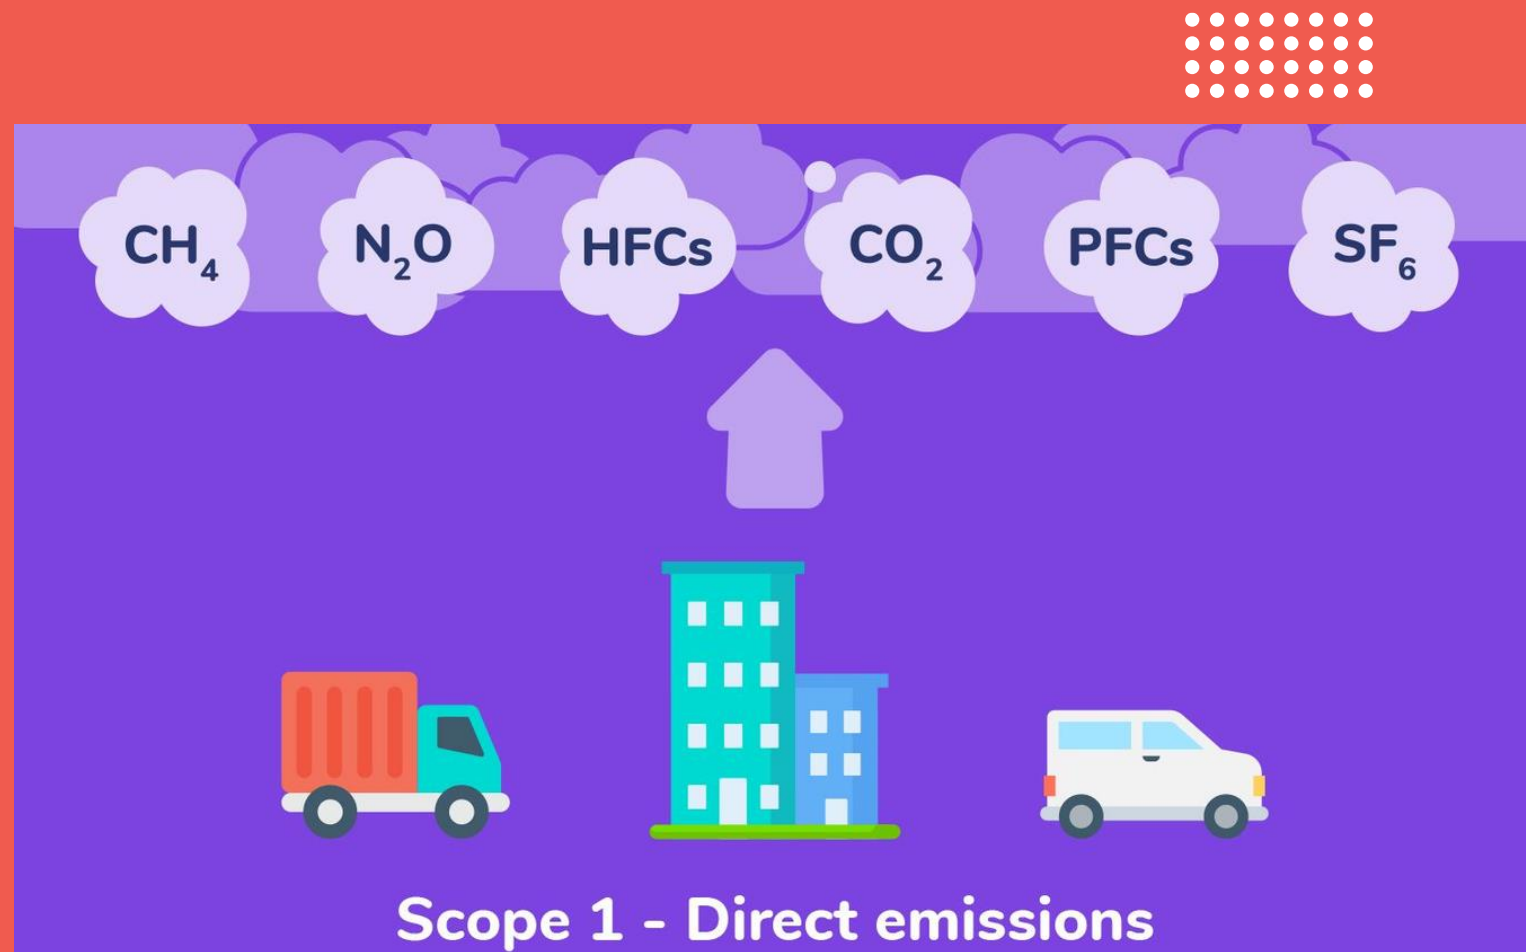 CH₄
N₂O
HFCs
CO₂
PFCs
SF₆
Scope 1 - Direct emissions